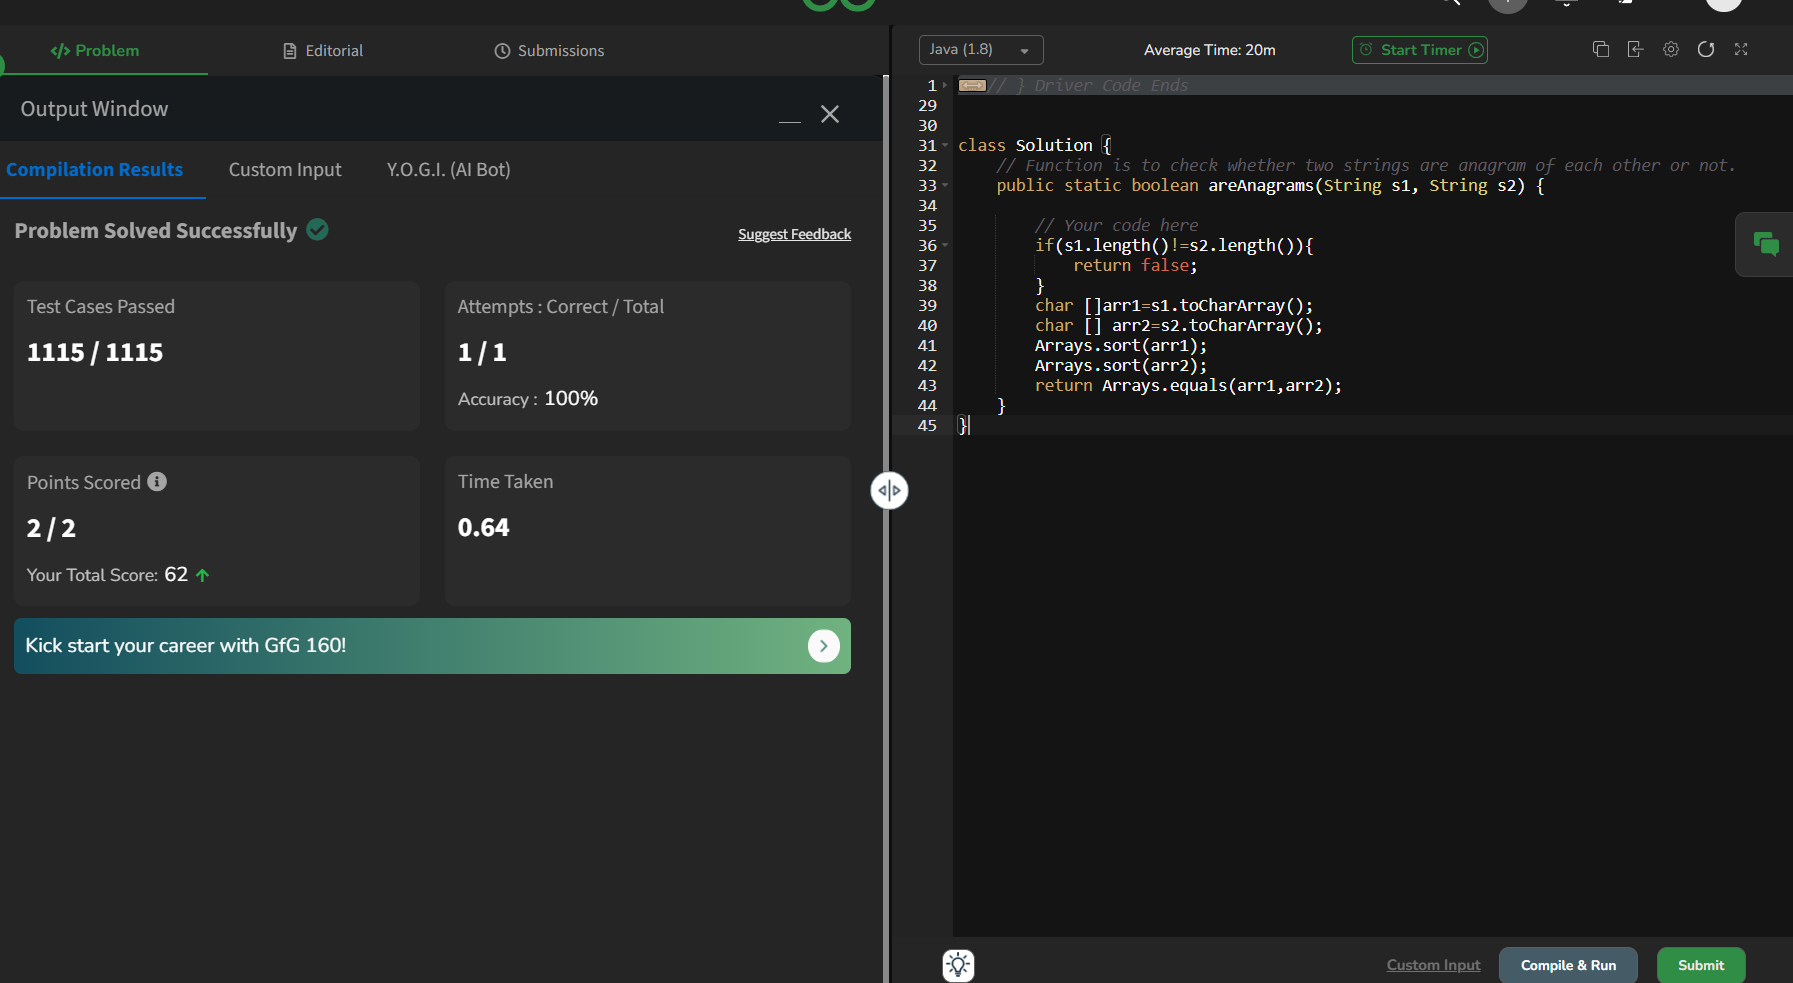 Problem
Editorial
Submissions
Output Window
Compilation Results
Custom Input
Y.O.G.I. (AI Bot)
Problem Solved Successfully
Suggest Feedback
Test Cases Passed
1115 / 1115
Attempts : Correct / Total
1 / 1
Accuracy : 100%
Points Scored
2 / 2
Your Total Score: 62
Time Taken
0.64
Kick start your career with GfG 160!
Java (1.8)
Average Time: 20m
Start Timer
1 // } Driver Code Ends
29
30
31 class Solution {
32 // Function is to check whether two strings are anagram of each other or not.
33 public static boolean areAnagrams(String s1, String s2) {
34
35 // Your code here
36 if(s1.length()!=s2.length()){
37 return false;
38 }
39 char []arr1=s1.toCharArray();
40 char [] arr2=s2.toCharArray();
41 Arrays.sort(arr1);
42 Arrays.sort(arr2);
43 return Arrays.equals(arr1,arr2);
44 }
45 }
Custom Input
Compile & Run
Submit